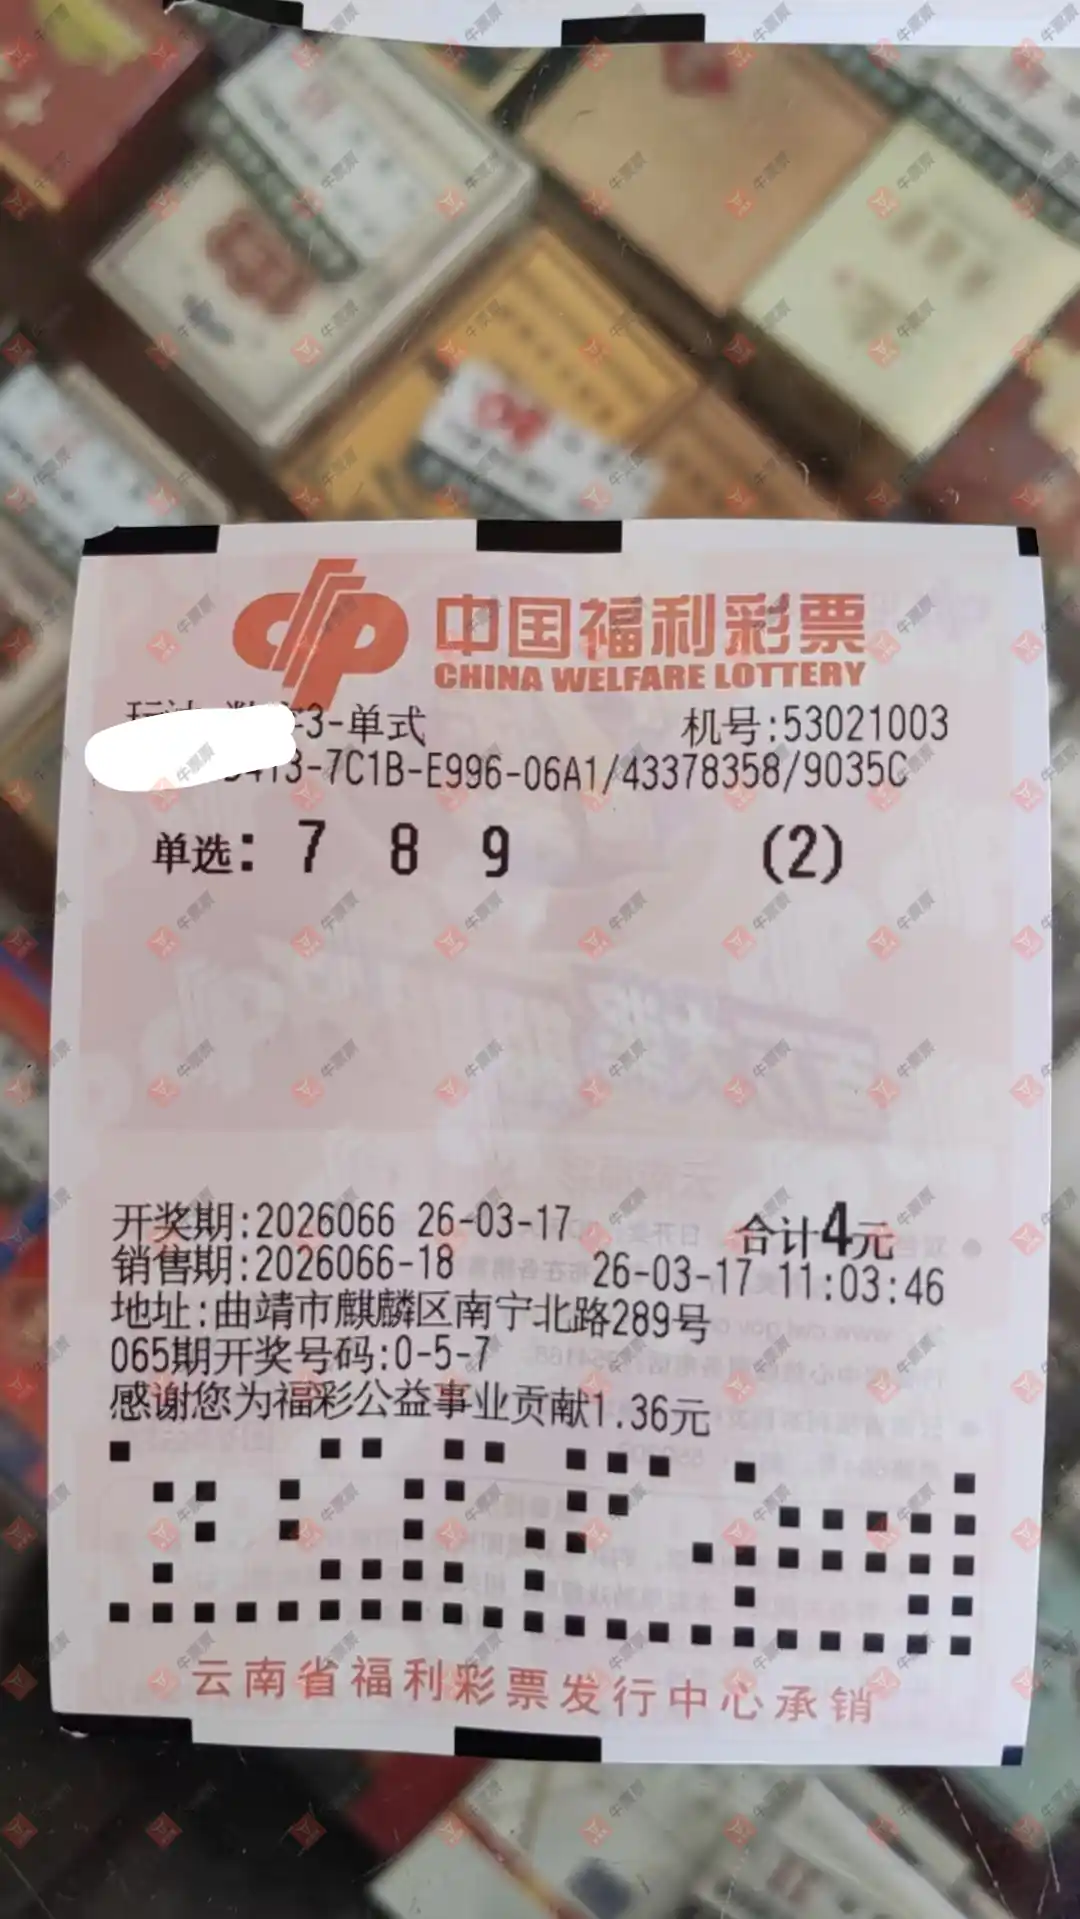 中国福利彩票
CHINA WELFARE LOTTERY
3-单式 机号:53021003
-7C1B-E996-06A1/43378358/9035C
单选: 7 8 9 (2)
开奖期:2026066 26-03-17 合计4元
销售期:2026066-18 26-03-17 11:03:46
地址:曲靖市麒麟区南宁北路289号
065期开奖号码:0-5-7
感谢您为福彩公益事业贡献1.36元
云南省福利彩票发行中心承销
牛票票